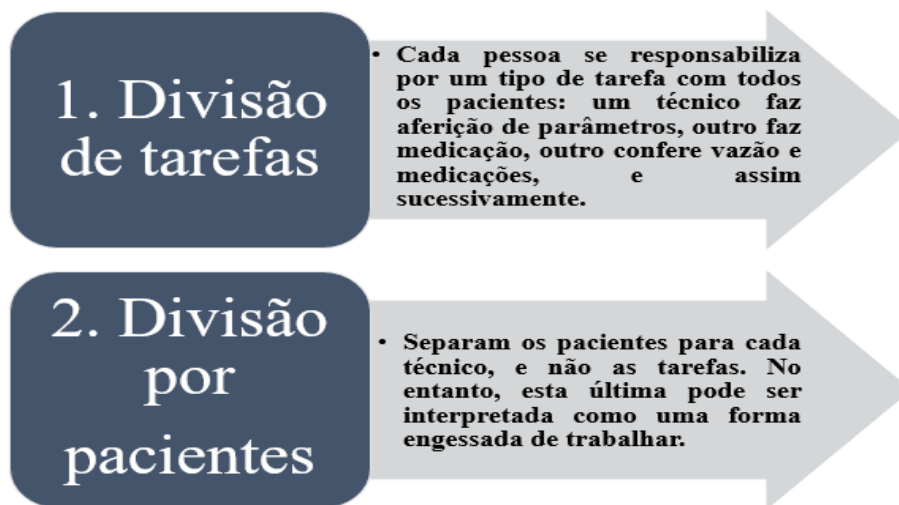 1. Divisão
de tarefas
• Cada pessoa se responsabiliza
por um tipo de tarefa com todos
os pacientes: um técnico faz
aferição de parâmetros, outro faz
medicação, outro confere vazão e
medicações, e assim
sucessivamente.
2. Divisão
por
pacientes
• Separam os pacientes para cada
técnico, e não as tarefas. No
entanto, esta última pode ser
interpretada como uma forma
engessada de trabalhar.